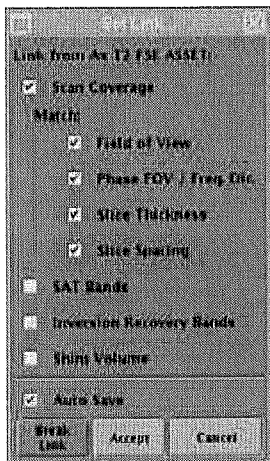 Set Link
Link from Ax T2 FSE ASSET:
Scan Coverage
Match:
Field of View
Phase FOV / Freq. Dir.
Slice Thickness
Slice Spacing
SAT Bands
Inversion Recovery Bands
Shim Volume
Auto Save
Break Link
Accept
Cancel